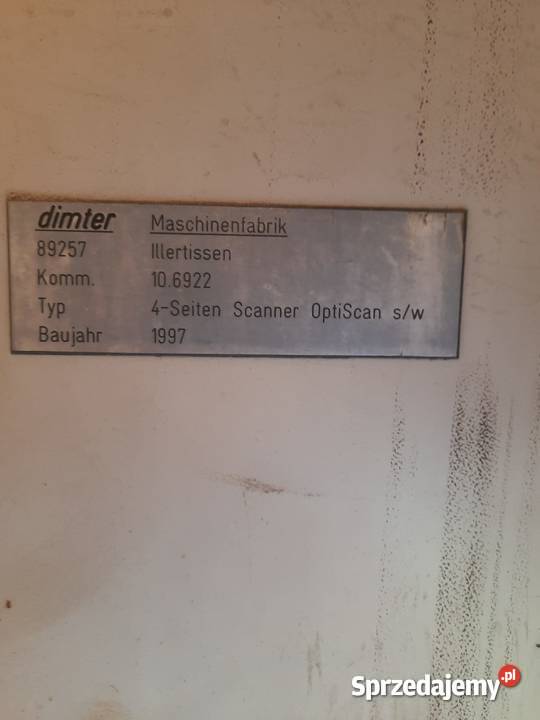 dimter Maschinenfabrik
89257 Illertissen
Komm. 10.6922
Typ 4-Seiten Scanner OptiScan s/w
Baujahr 1997
Sprzedajemy.pl